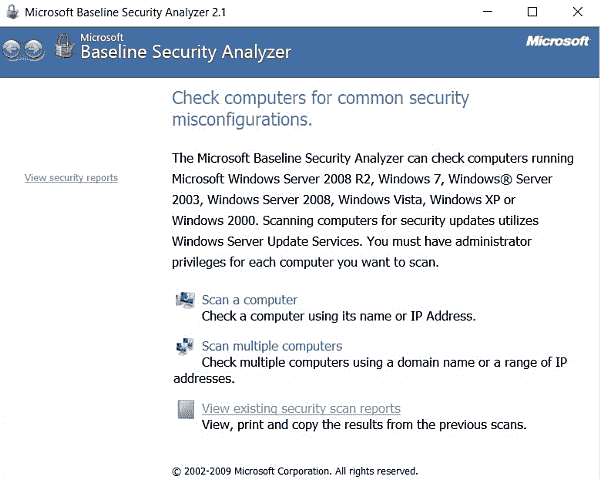 Microsoft Baseline Security Analyzer 2.1
Microsoft
Baseline Security Analyzer
Microsoft
Check computers for common security
misconfigurations.
The Microsoft Baseline Security Analyzer can check computers running
Microsoft Windows Server 2008 R2, Windows 7, Windows® Server
2003, Windows Server 2008, Windows Vista, Windows XP or
Windows 2000. Scanning computers for security updates utilizes
Windows Server Update Services. You must have administrator
privileges for each computer you want to scan.
View security reports
Scan a computer
Check a computer using its name or IP Address.
Scan multiple computers
Check multiple computers using a domain name or a range of IP
addresses.
View existing security scan reports
View, print and copy the results from the previous scans.
© 2002-2009 Microsoft Corporation. All rights reserved.